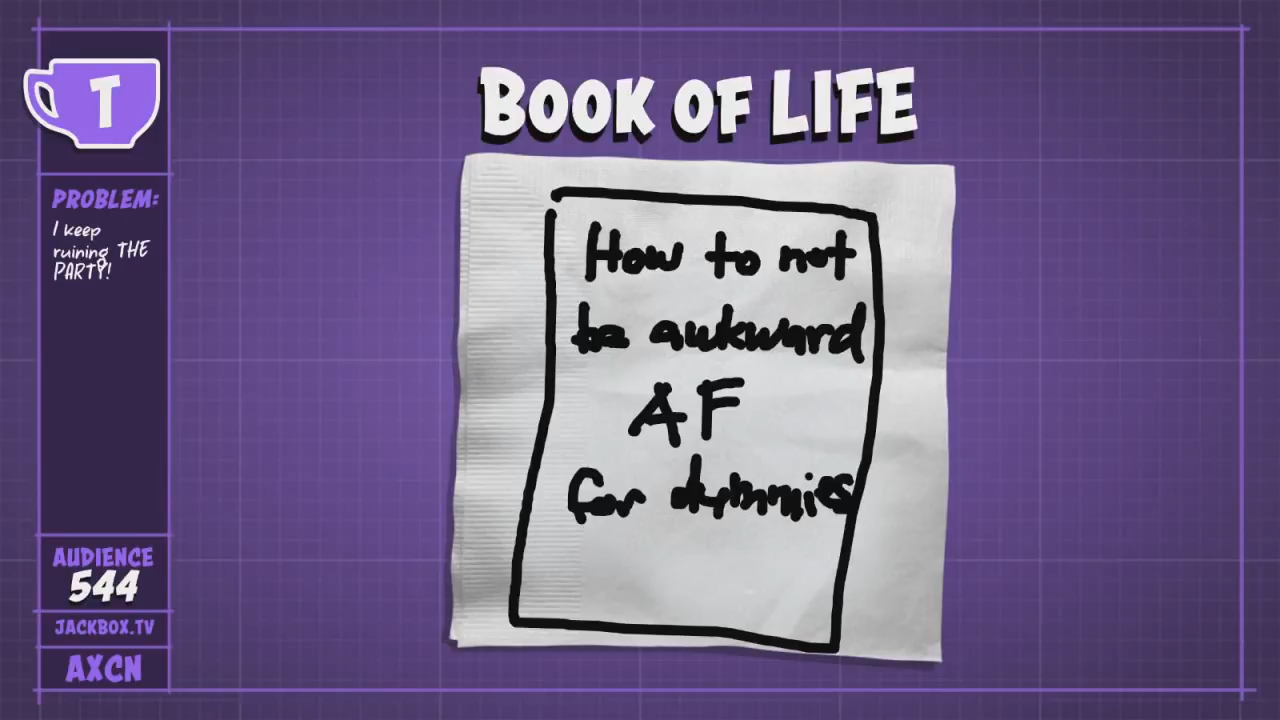 T
BOOK OF LIFE
PROBLEM:
I keep
ruining THE
PARTY!
How to not
be awkward
AF
for dummies
AUDIENCE
544
JACKBOX.TV
AXCN